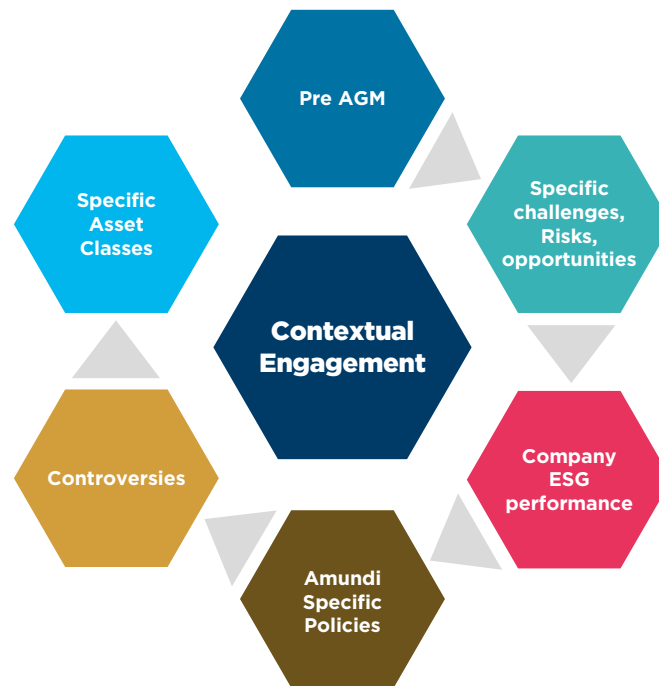 Pre AGM
Specific
challenges,
Risks,
opportunities
Company
ESG
performance
Amundi
Specific
Policies
Controversies
Specific
Asset
Classes
Contextual
Engagement